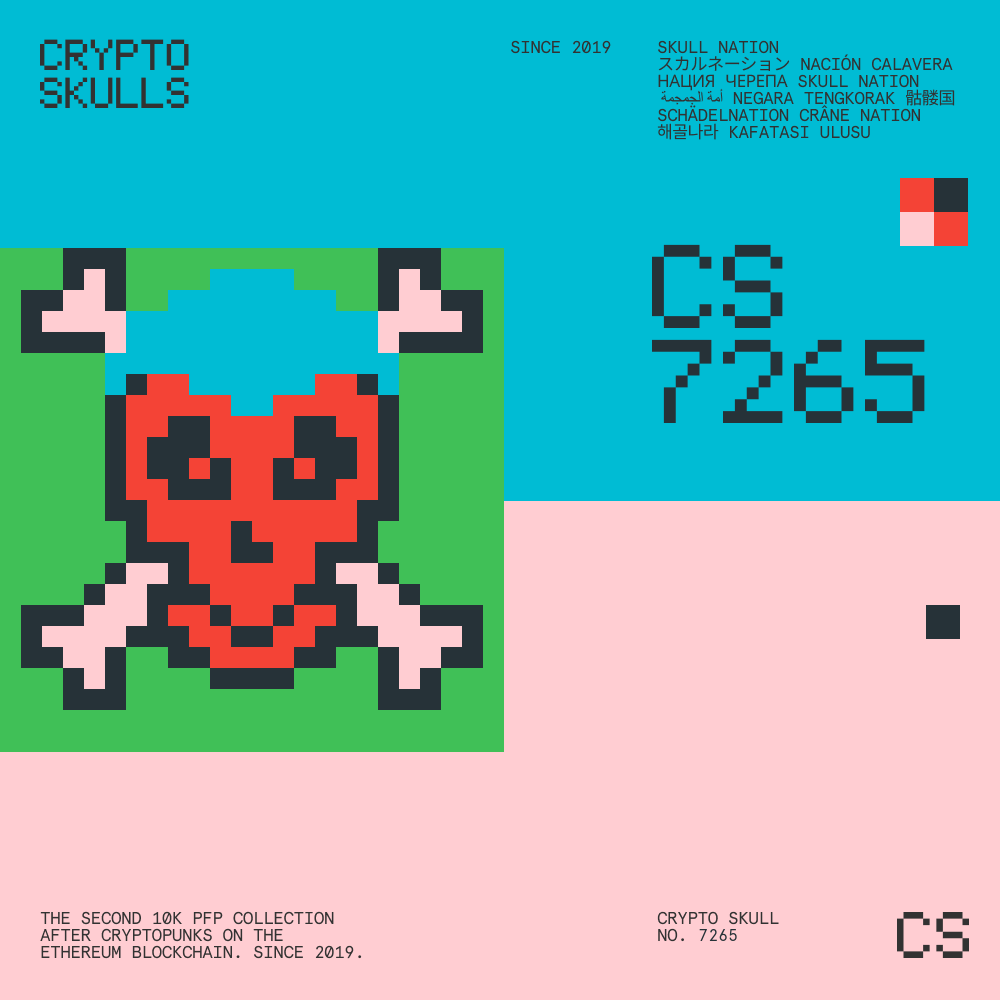 CRYPTO
SKULLS
SINCE 2019
SKULL NATION
スカルネーション NACIÓN CALAVERA
НАЦИЯ ЧЕРЕПА SKULL NATION
أمة الجمجمة NEGARA TENGKORAK 骷髅国
SCHÄDELNATION CRÂNE NATION
해골나라 KAFATASI ULUSU
CS
7265
THE SECOND 10K PFP COLLECTION
AFTER CRYPTOPUNKS ON THE
ETHEREUM BLOCKCHAIN. SINCE 2019.
CRYPTO SKULL
NO. 7265
CS